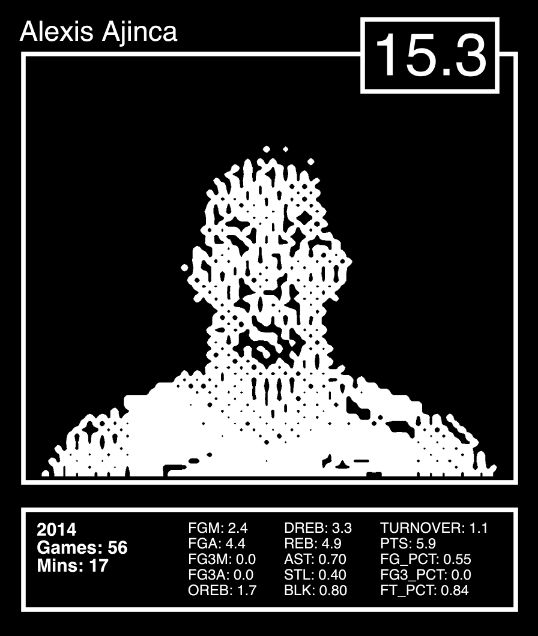 Alexis Ajinca
15.3
2014
Games: 56
Mins: 17
FGM: 2.4
FGA: 4.4
FG3M: 0.0
FG3A: 0.0
OREB: 1.7
DREB: 3.3
REB: 4.9
AST: 0.70
STL: 0.40
BLK: 0.80
TURNOVER: 1.1
PTS: 5.9
FG_PCT: 0.55
FG3_PCT: 0.0
FT_PCT: 0.84